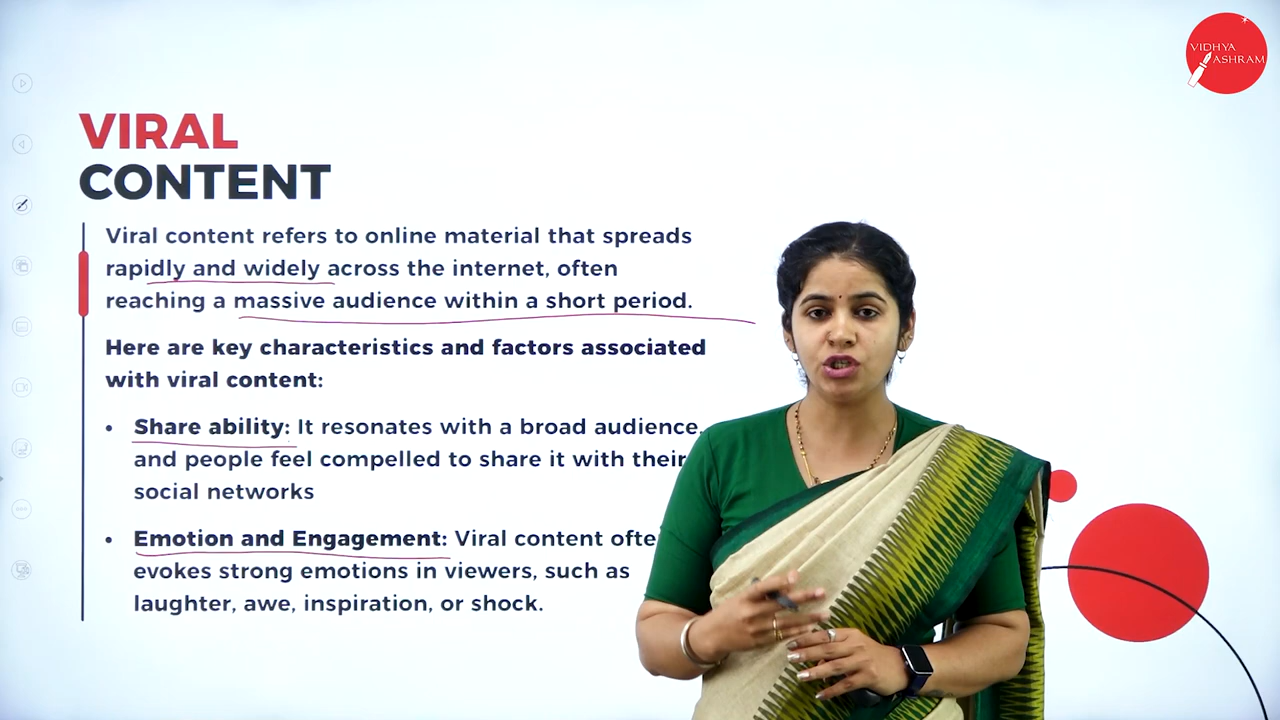 VIDHYA
ASHRAM
VIRAL
CONTENT
Viral content refers to online material that spreads
rapidly and widely across the internet, often
reaching a massive audience within a short period.
Here are key characteristics and factors associated
with viral content:
• Share ability: It resonates with a broad audience,
and people feel compelled to share it with their
social networks
• Emotion and Engagement: Viral content ofte
evokes strong emotions in viewers, such as
laughter, awe, inspiration, or shock.